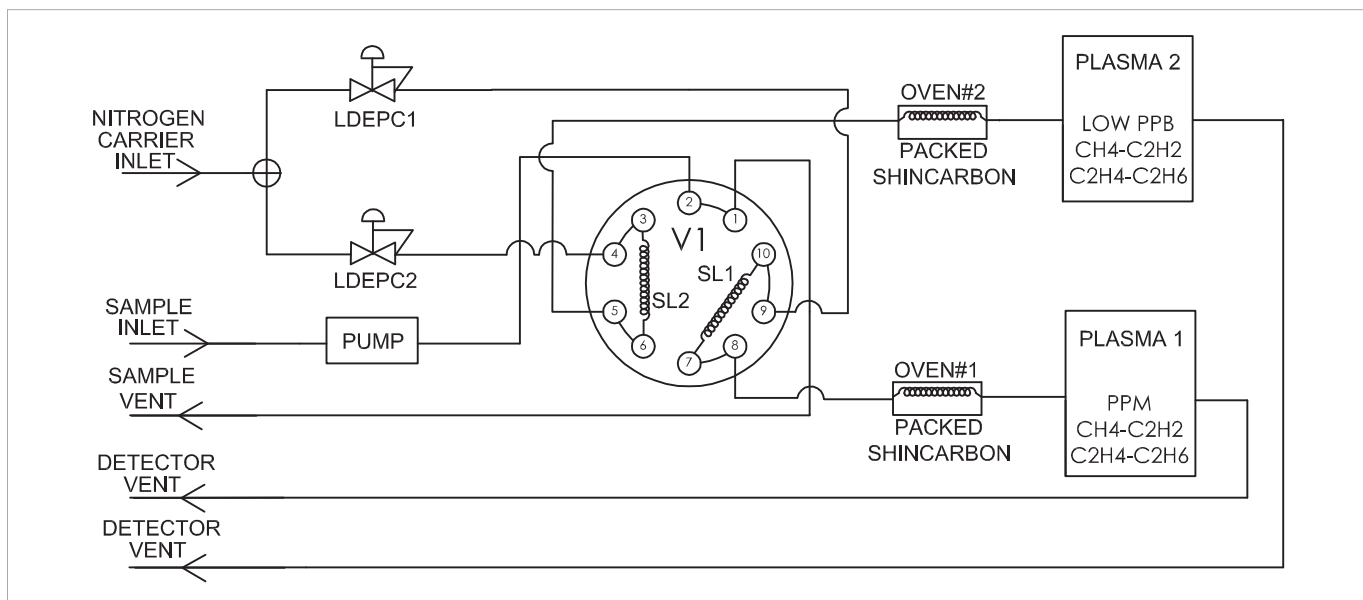 NITROGEN
CARRIER
INLET
LDEPC1
LDEPC2
SAMPLE
INLET
PUMP
SAMPLE
VENT
DETECTOR
VENT
DETECTOR
VENT
V1
2
1
3
10
4
SL1
SL2
5
9
6
8
7
OVEN#2
PACKED
SHINCARBON
PLASMA 2
LOW PPB
CH4-C2H2
C2H4-C2H6
OVEN#1
PACKED
SHINCARBON
PLASMA 1
PPM
CH4-C2H2
C2H4-C2H6